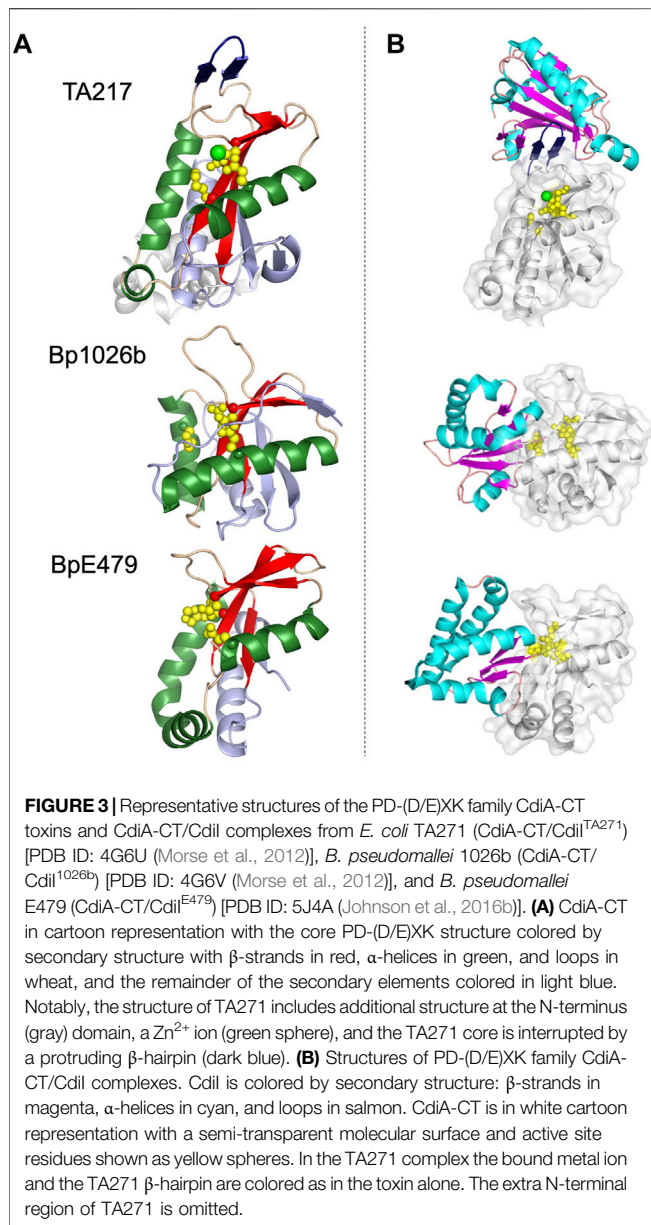 A
B
TA217
Bp1026b
BpE479
FIGURE 3 | Representative structures of the PD-(D/E)XK family CdiA-CT
toxins and CdiA-CT/CdiI complexes from E. coli TA271 (CdiA-CT/CdiI^TA271)
[PDB ID: 4G6U (Morse et al., 2012)], B. pseudomallei 1026b (CdiA-CT/
CdiI^1026b) [PDB ID: 4G6V (Morse et al., 2012)], and B. pseudomallei
E479 (CdiA-CT/CdiI^E479) [PDB ID: 5J4A (Johnson et al., 2016b)]. (A) CdiA-CT
in cartoon representation with the core PD-(D/E)XK structure colored by
secondary structure with β-strands in red, α-helices in green, and loops in
wheat, and the remainder of the secondary elements colored in light blue.
Notably, the structure of TA271 includes additional structure at the N-terminus
(gray) domain, a Zn²⁺ ion (green sphere), and the TA271 core is interrupted by
a protruding β-hairpin (dark blue). (B) Structures of PD-(D/E)XK family CdiA-
CT/CdiI complexes. CdiI is colored by secondary structure: β-strands in
magenta, α-helices in cyan, and loops in salmon. CdiA-CT is in white cartoon
representation with a semi-transparent molecular surface and active site
residues shown as yellow spheres. In the TA271 complex the bound metal ion
and the TA271 β-hairpin are colored as in the toxin alone. The extra N-terminal
region of TA271 is omitted.